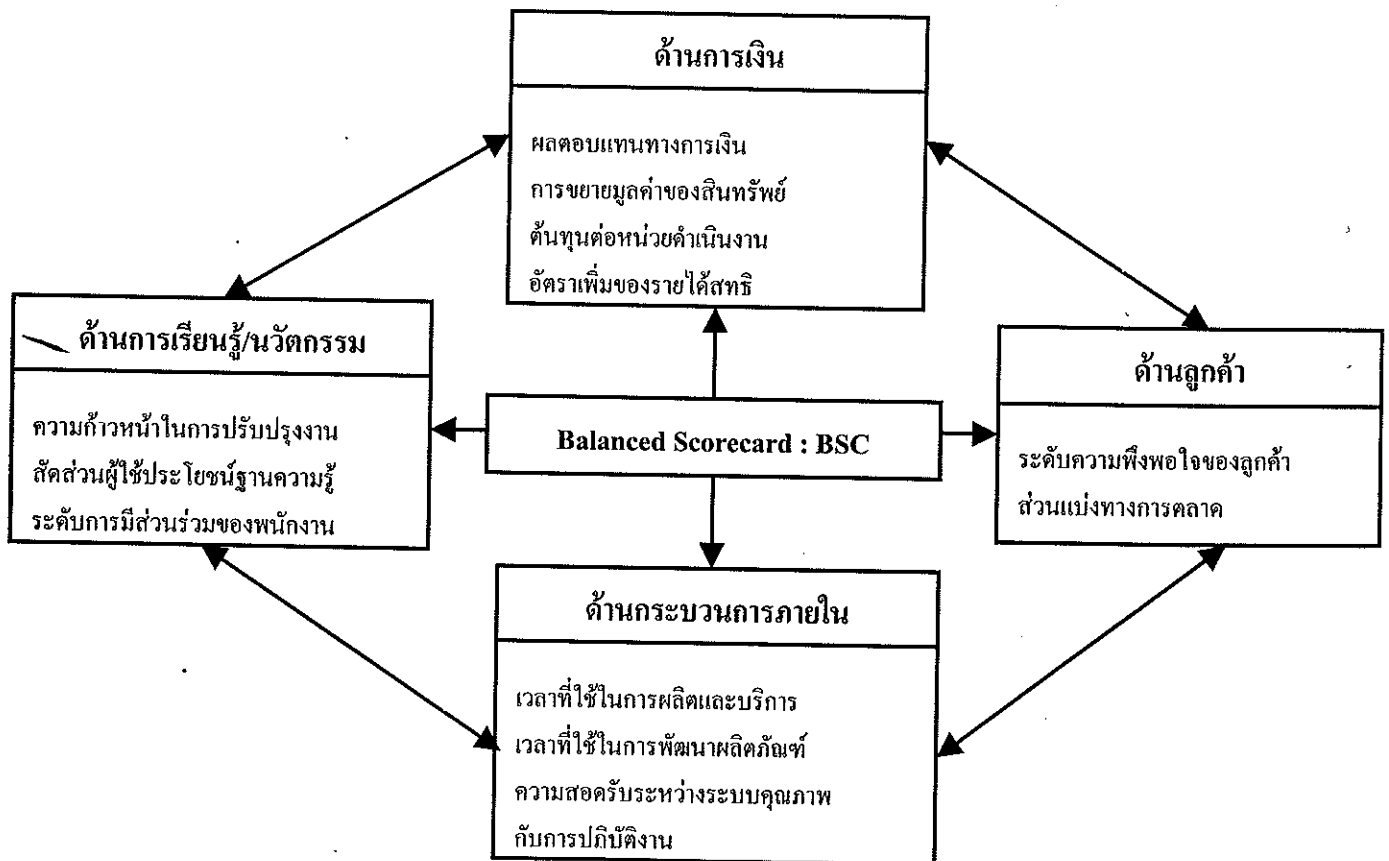 ด้านการเงิน
ผลตอบแทนทางการเงิน
การขยายมูลค่าของสินทรัพย์
ต้นทุนต่อหน่วยดำเนินงาน
อัตราเพิ่มของรายได้สทธิ
ด้านการเรียนรู้/นวัตกรรม
ความก้าวหน้าในการปรับปรุงงาน
สัดส่วนผู้ใช้ประโยชน์ฐานความรู้
ระดับการมีส่วนร่วมของพนักงาน
Balanced Scorecard : BSC
ด้านลูกค้า
ระดับความพึงพอใจของลูกค้า
ส่วนแบ่งทางการตลาด
ด้านกระบวนการภายใน
เวลาที่ใช้ในการผลิตและบริการ
เวลาที่ใช้ในการพัฒนาผลิตภัณฑ์
ความสอดรับระหว่างระบบคุณภาพ
กับการปฏิบัติงาน